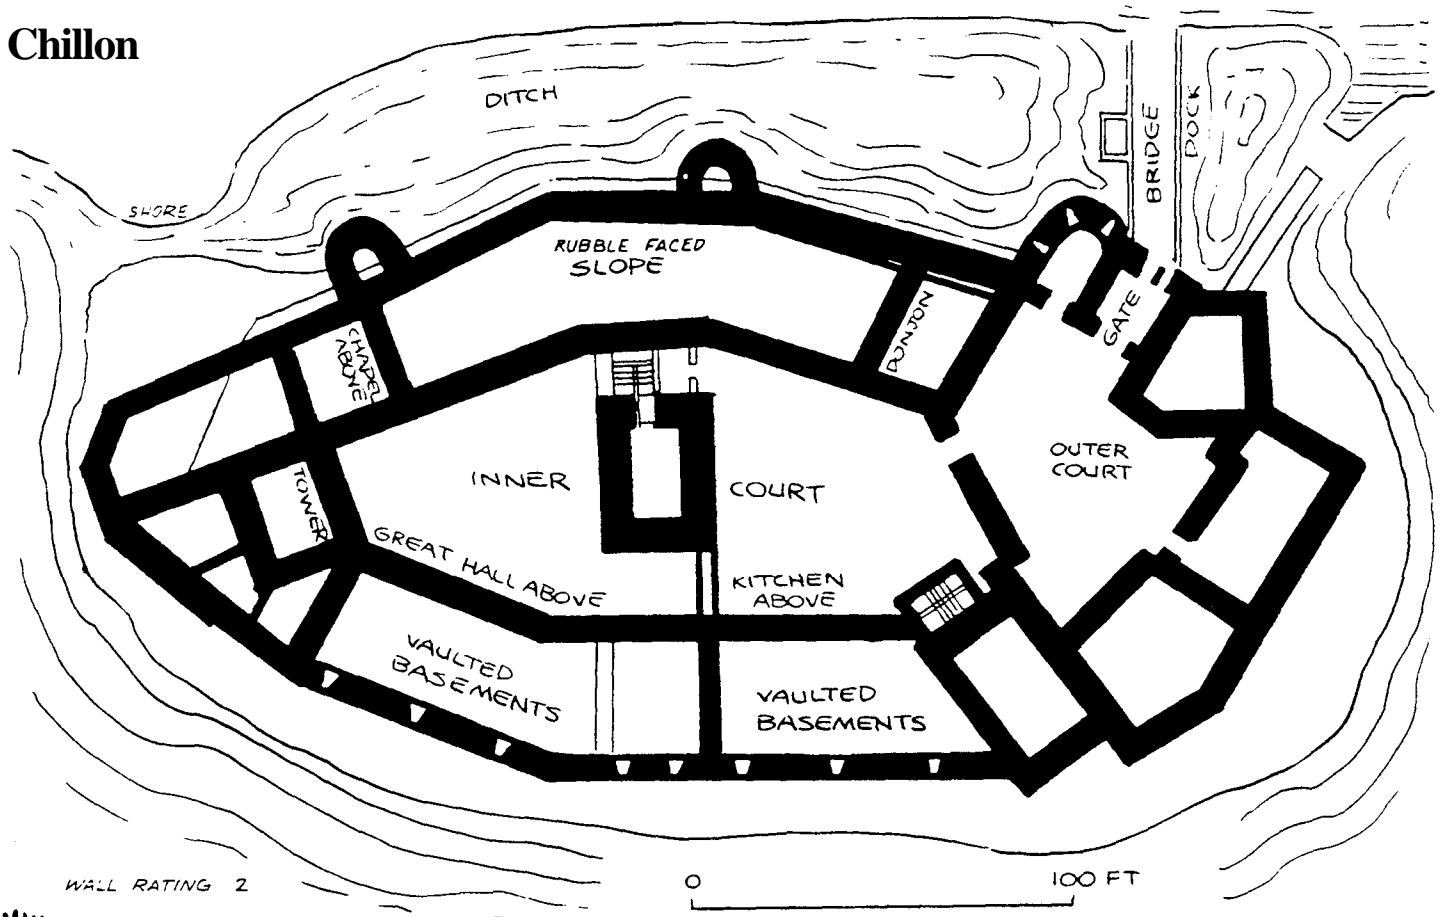 Chillon
DITCH
BRIDGE
DOCK
SHORE
RUBBLE FACED
SLOPE
DONJON
GATE
CHAPEL
ABOVE
OUTER
COURT
TOWER
INNER
COURT
GREAT HALL ABOVE
KITCHEN
ABOVE
VAULTED
BASEMENTS
VAULTED
BASEMENTS
WALL RATING 2
0
100 FT